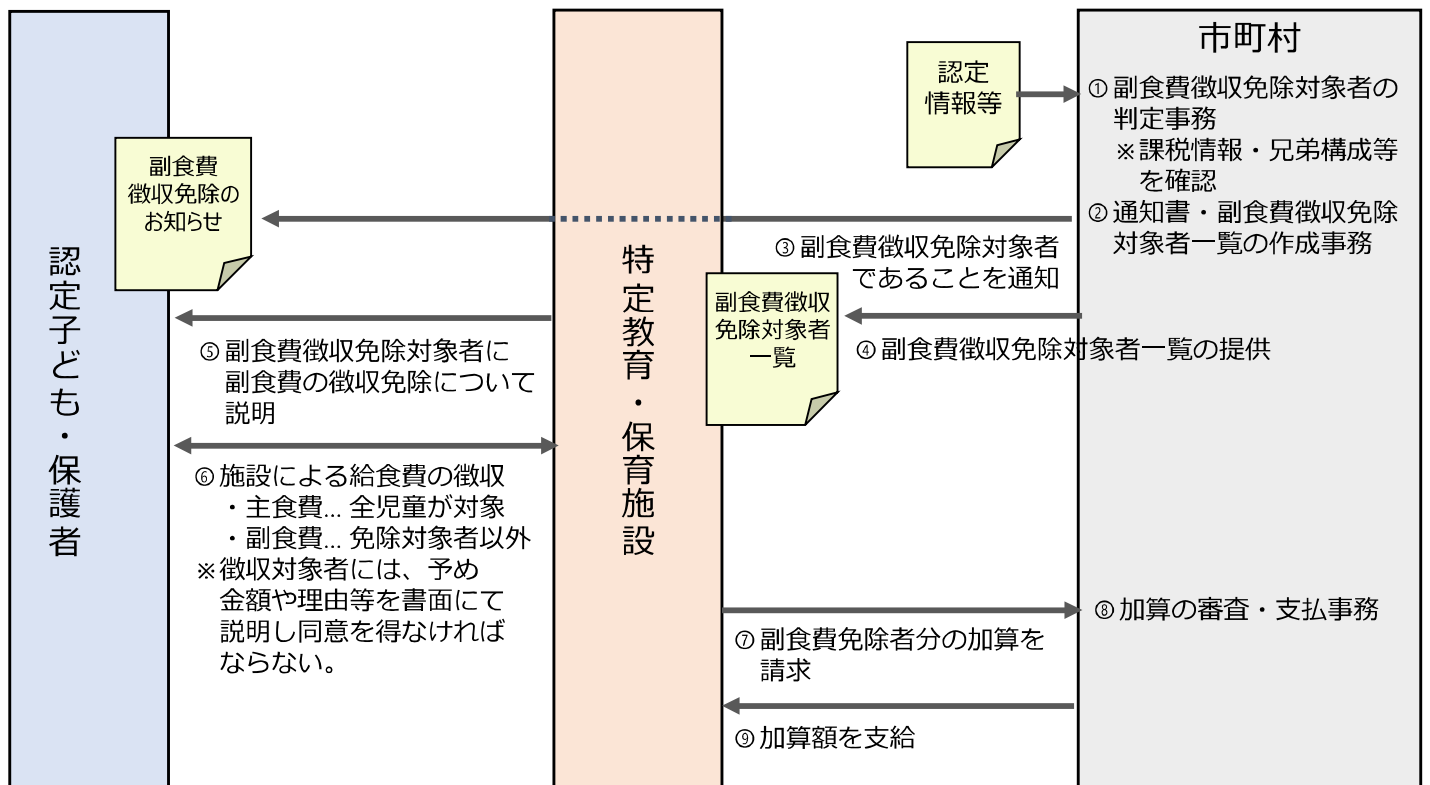 市町村
認定
情報等
①副食費徴収免除対象者の
判定事務
※課税情報・兄弟構成等
を確認
②通知書・副食費徴収免除
対象者一覧の作成事務
副食費
徴収免除の
お知らせ
③副食費徴収免除対象者
であることを通知
認定子ども・保護者
特定教育・保育施設
副食費徴収
免除対象者
一覧
④副食費徴収免除対象者一覧の提供
⑤副食費徴収免除対象者に
副食費の徴収免除について
説明
⑥施設による給食費の徴収
・主食費... 全児童が対象
・副食費... 免除対象者以外
※徴収対象者には、予め
金額や理由等を書面にて
説明し同意を得なければ
ならない。
⑦副食費免除者分の加算を
請求
⑧加算の審査・支払事務
⑨加算額を支給